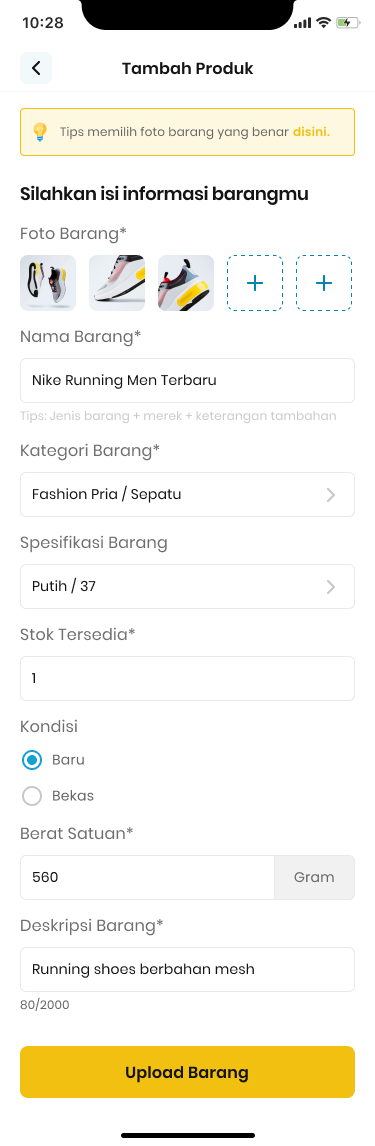 10:28
Tambah Produk
Tips memilih foto barang yang benar disini.
Silahkan isi informasi barangmu
Foto Barang*
Nama Barang*
Nike Running Men Terbaru
Tips: Jenis barang + merek + keterangan tambahan
Kategori Barang*
Fashion Pria / Sepatu
Spesifikasi Barang
Putih / 37
Stok Tersedia*
1
Kondisi
Baru
Bekas
Berat Satuan*
560 Gram
Deskripsi Barang*
Running shoes berbahan mesh
80/2000
Upload Barang